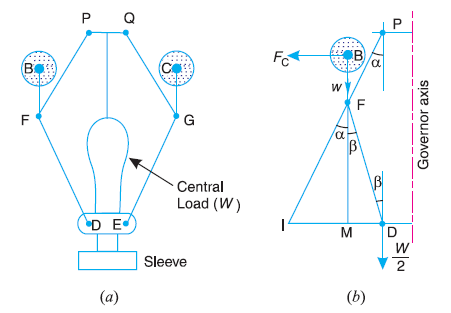 P Q
B C
F G
D E
Central
Load (W)
Sleeve
(a)
P
F_C B α
w
F
α β
β
I M D
W/2
Governor axis
(b)